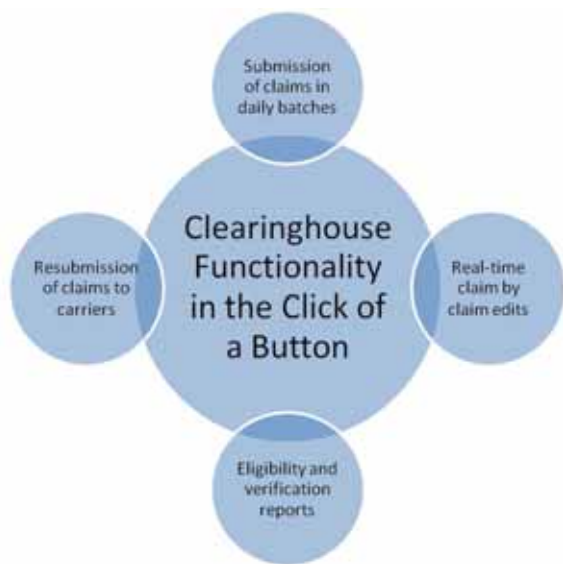 Submission
of claims in
daily batches
Clearinghouse
Functionality
in the Click of
a Button
Resubmission
of claims to
carriers
Real-time
claim by
claim edits
Eligibility and
verification
reports